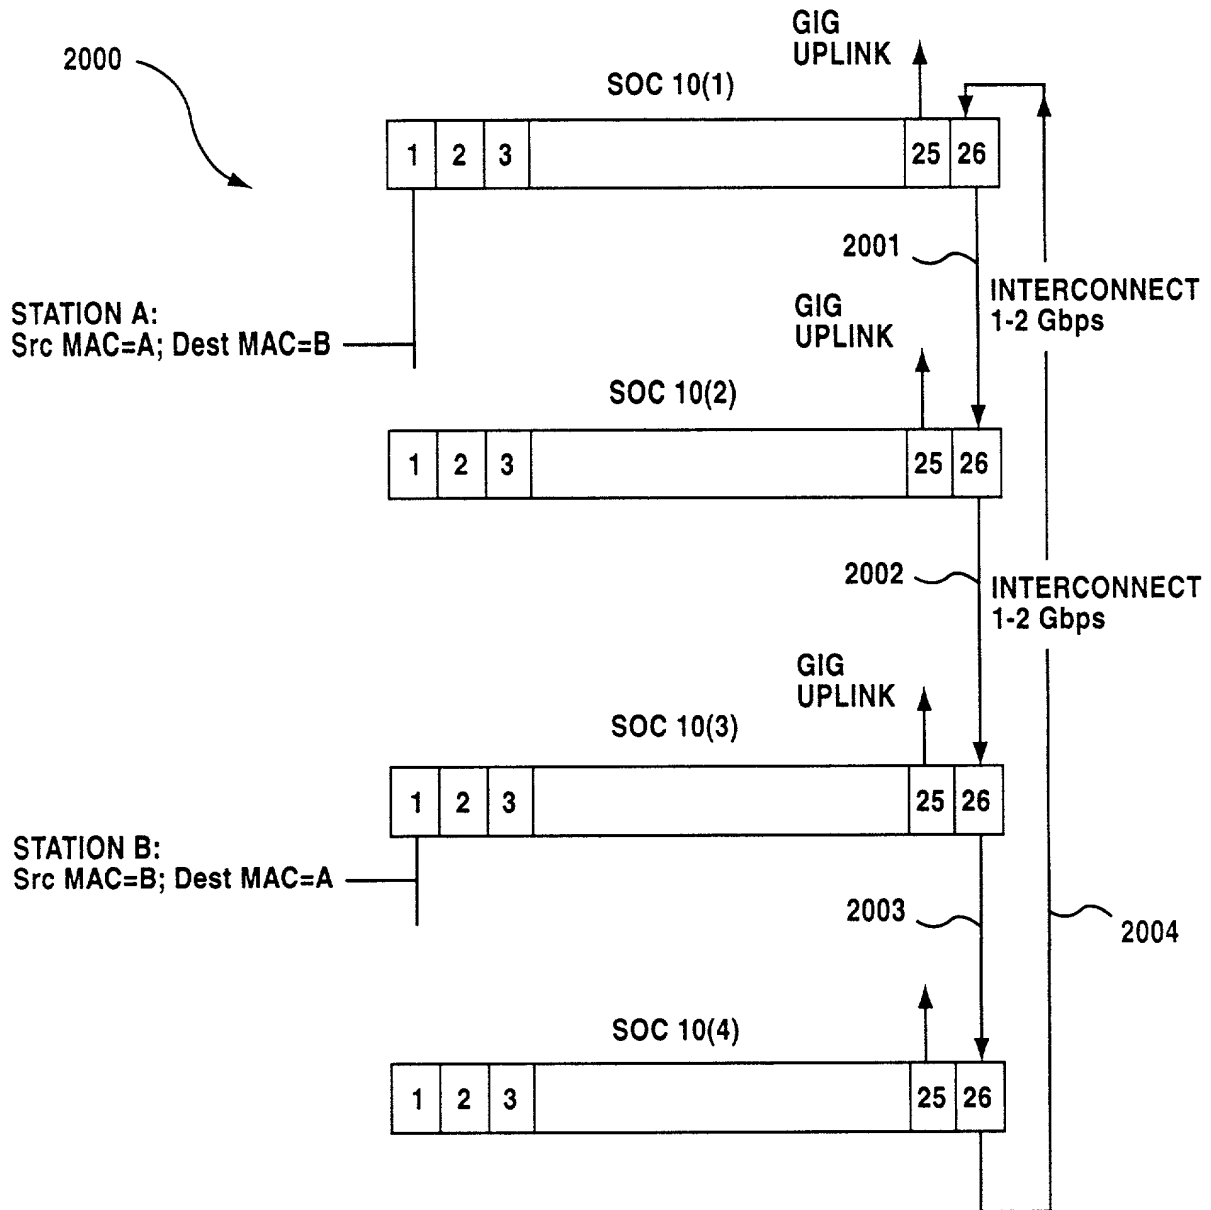 GIG
UPLINK
2000
SOC 10(1)
1 2 3 25 26
2001
INTERCONNECT
1-2 Gbps
STATION A:
Src MAC=A; Dest MAC=B
GIG
UPLINK
SOC 10(2)
1 2 3 25 26
2002
INTERCONNECT
1-2 Gbps
GIG
UPLINK
SOC 10(3)
1 2 3 25 26
STATION B:
Src MAC=B; Dest MAC=A
2003
2004
SOC 10(4)
1 2 3 25 26